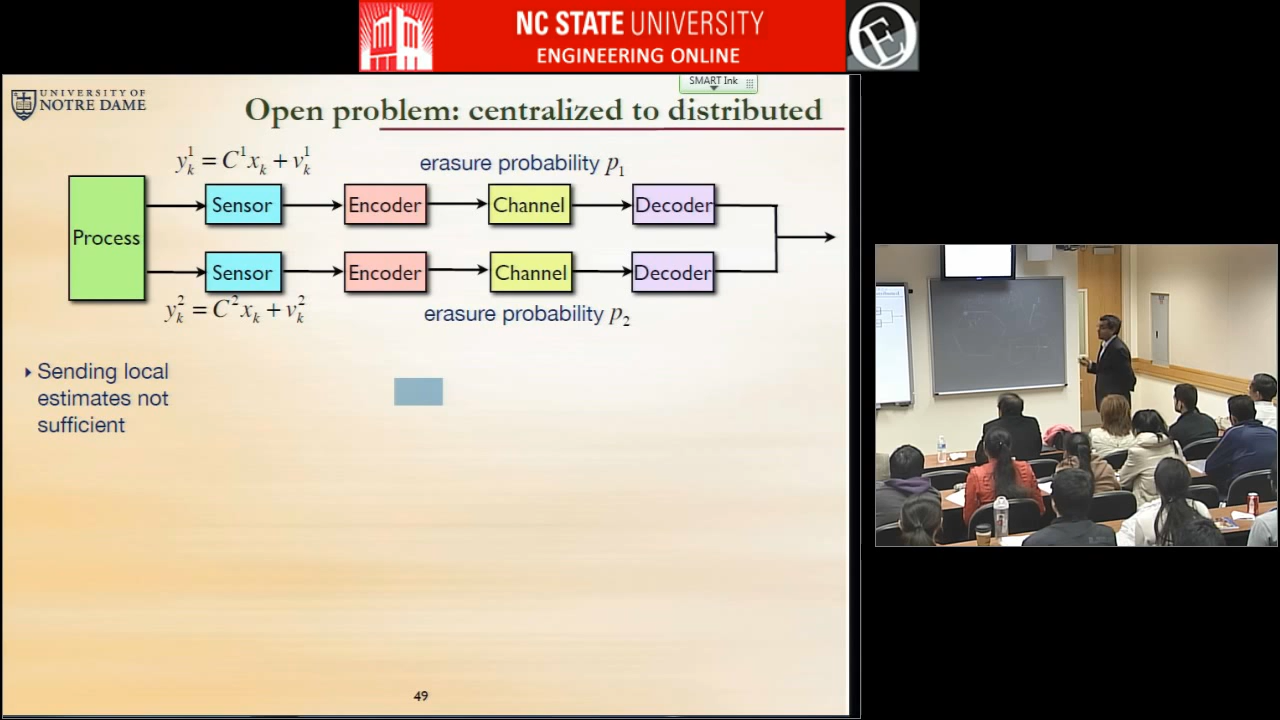 NC STATE UNIVERSITY
ENGINEERING ONLINE
OE
SMART Ink
UNIVERSITY OF
NOTRE DAME
Open problem: centralized to distributed
y_k^1 = C^1 x_k + v_k^1
erasure probability p_1
Sensor
Encoder
Channel
Decoder
Process
Sensor
Encoder
Channel
Decoder
y_k^2 = C^2 x_k + v_k^2
erasure probability p_2
Sending local
estimates not
sufficient
49